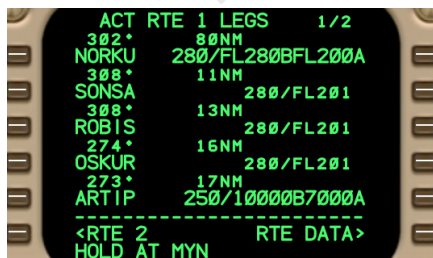 ACT RTE 1 LEGS 1/2
302° 80NM
NORKU 280/FL280BFL200A
308° 11NM
SONSA 280/FL201
308° 13NM
ROBIS 280/FL201
274° 16NM
OSKUR 280/FL201
273° 17NM
ARTIP 250/10000B7000A
--------------------
<RTE 2 RTE DATA>
HOLD AT MYN